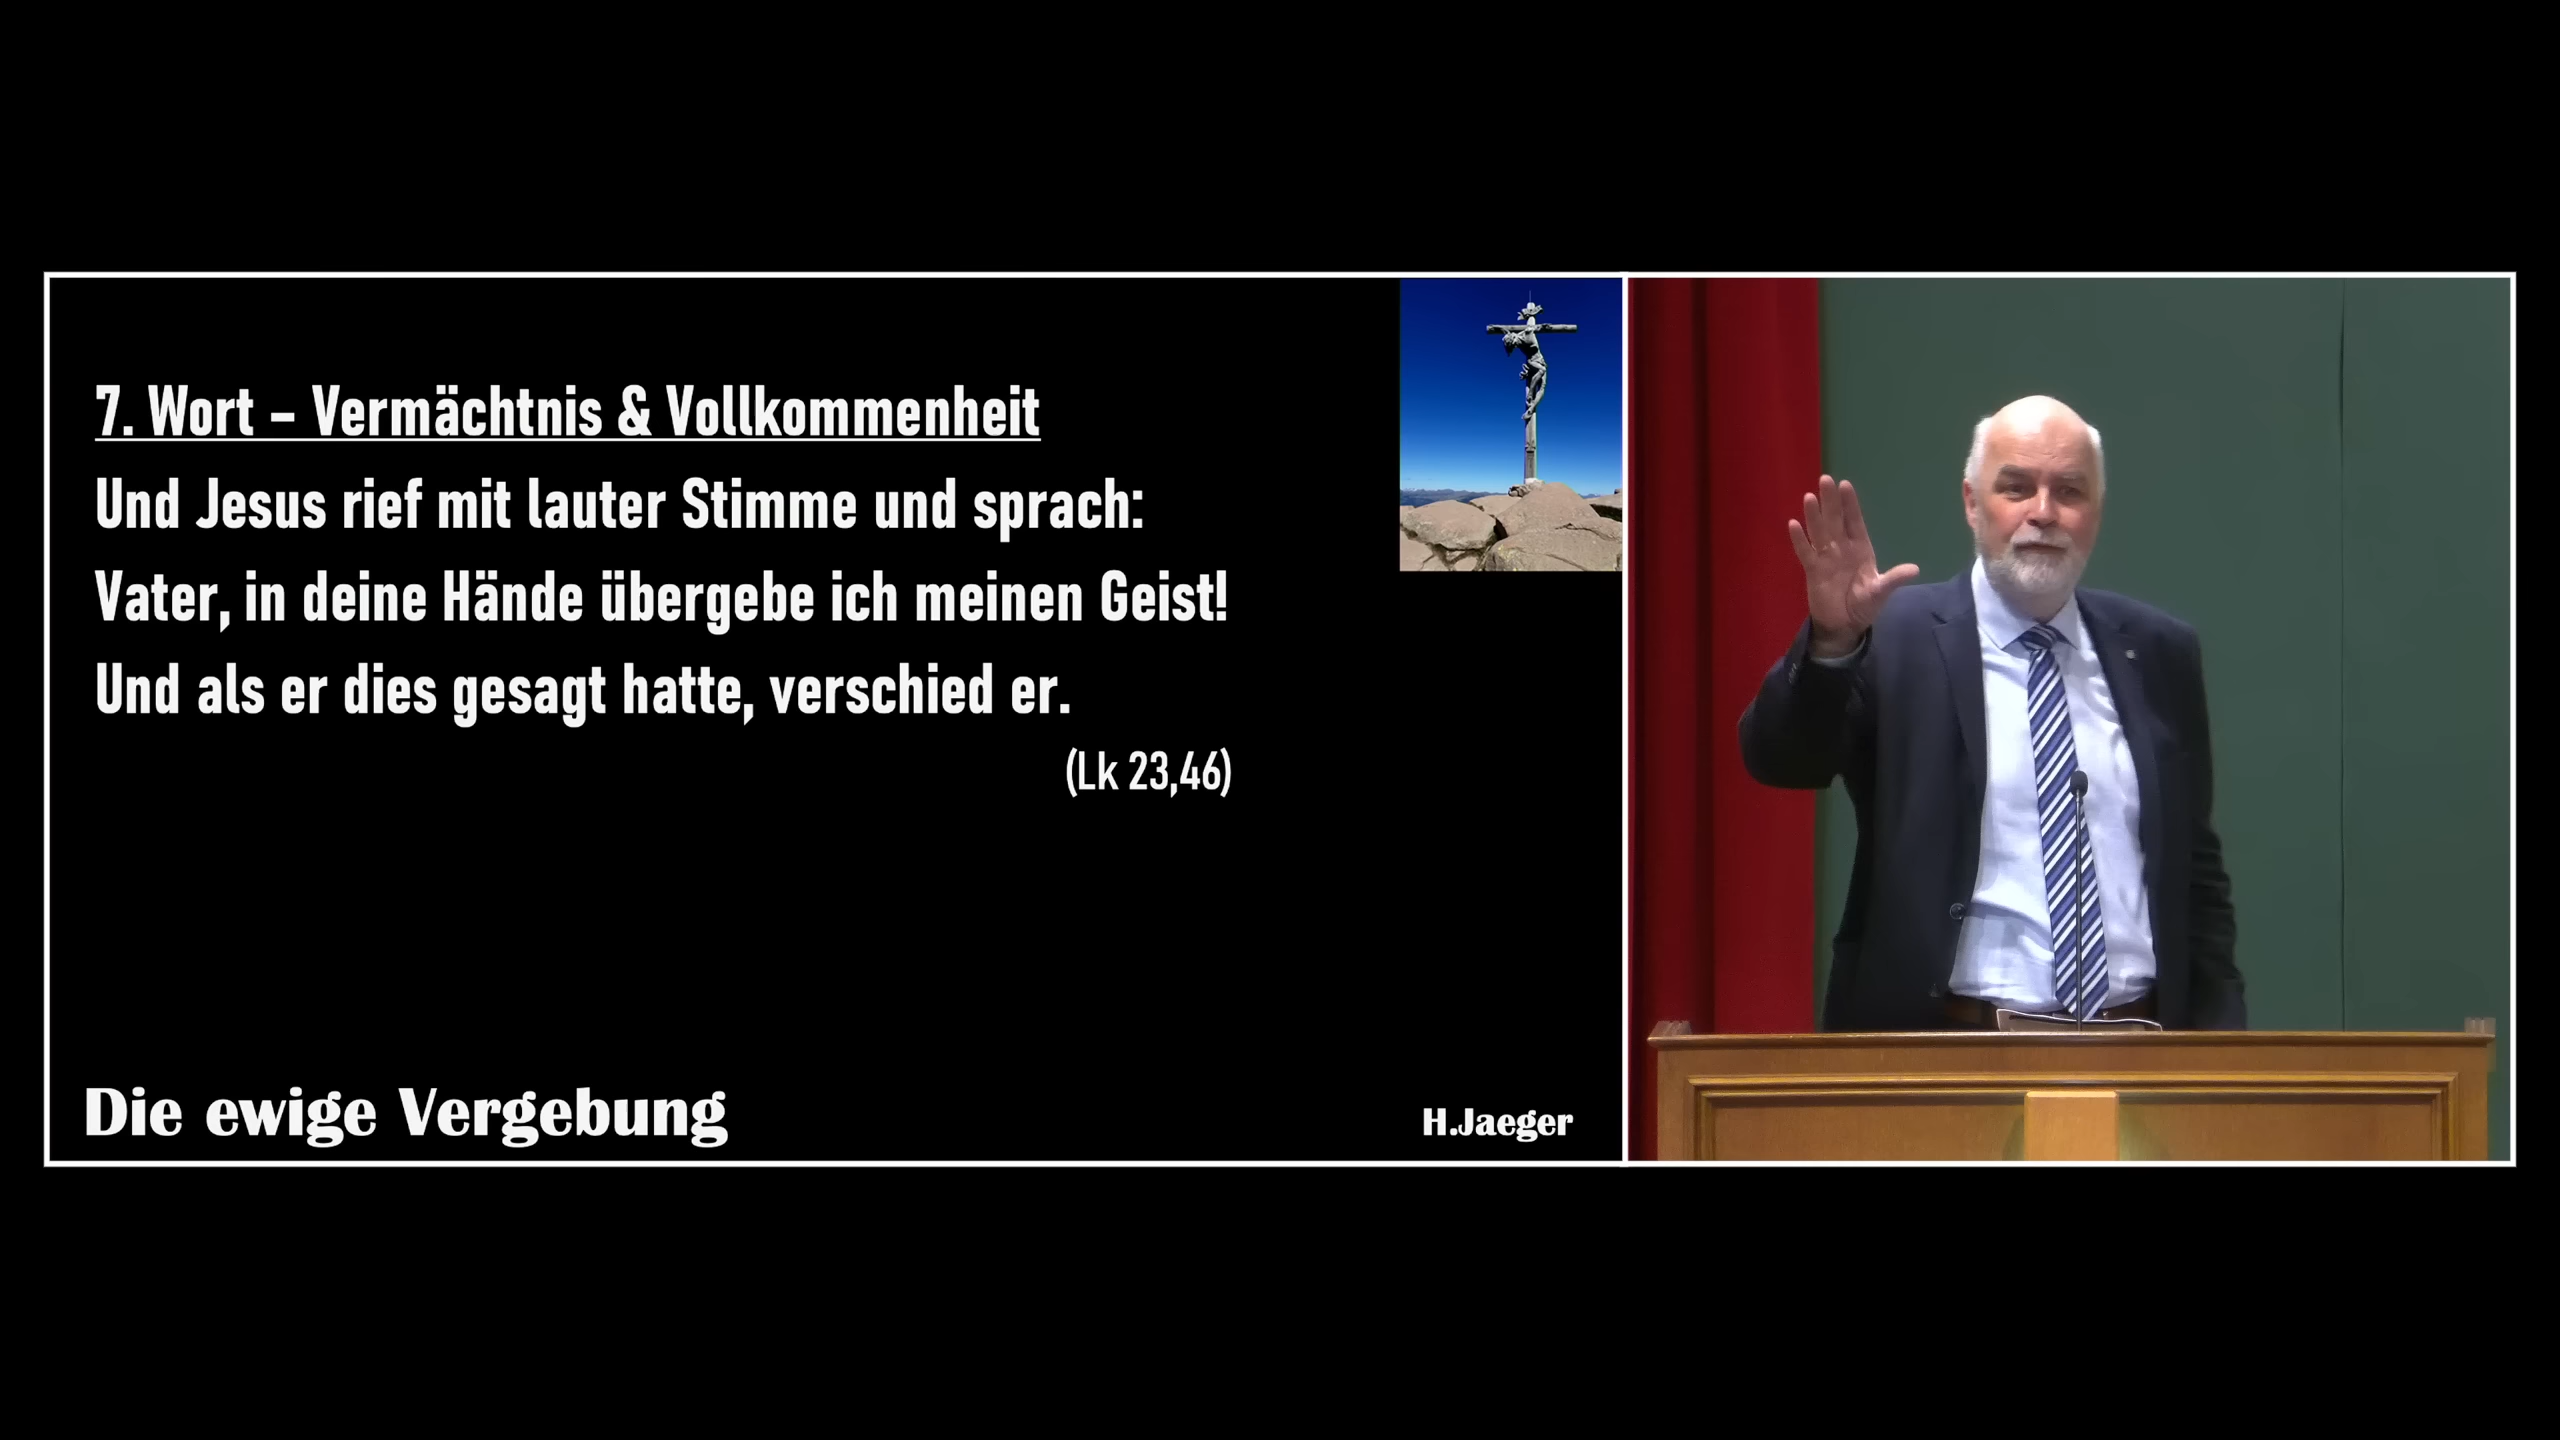 7. Wort – Vermächtnis & Vollkommenheit
Und Jesus rief mit lauter Stimme und sprach:
Vater, in deine Hände übergebe ich meinen Geist!
Und als er dies gesagt hatte, verschied er.
(Lk 23,46)
Die ewige Vergebung
H.Jaeger